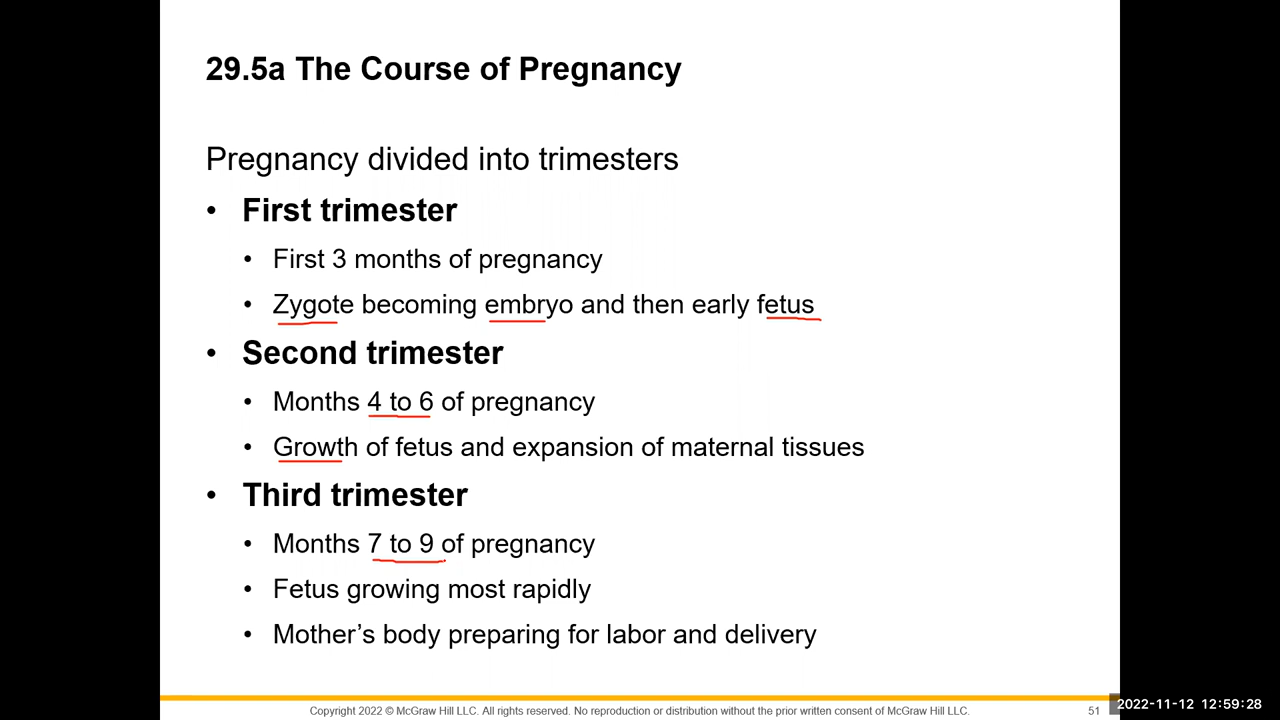 29.5a The Course of Pregnancy
Pregnancy divided into trimesters
• First trimester
• First 3 months of pregnancy
• Zygote becoming embryo and then early fetus
• Second trimester
• Months 4 to 6 of pregnancy
• Growth of fetus and expansion of maternal tissues
• Third trimester
• Months 7 to 9 of pregnancy
• Fetus growing most rapidly
• Mother’s body preparing for labor and delivery
Copyright 2022 © McGraw Hill LLC. All rights reserved. No reproduction or distribution without the prior written consent of McGraw Hill LLC.
51
2022-11-12 12:59:28